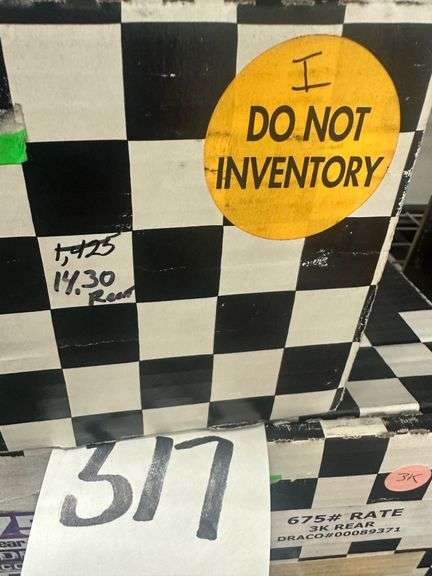 I
DO NOT
INVENTORY
1,425
14.30
Rear
317
3K
675# RATE
3K REAR
DRACO#00089371